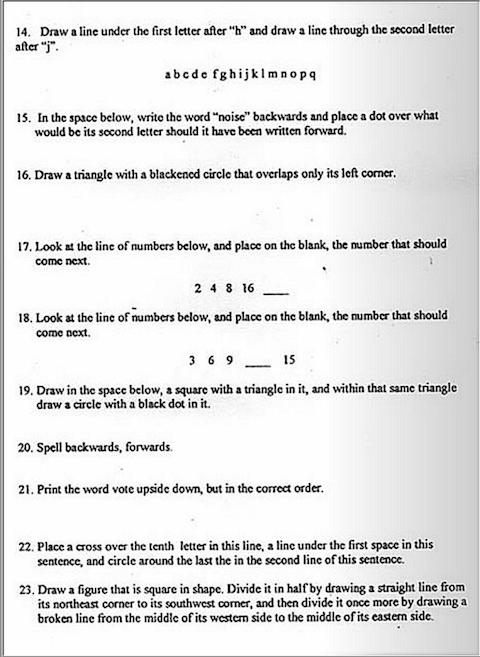 14. Draw a line under the first letter after “h” and draw a line through the second letter
after “j”.
a b c d e f g h i j k l m n o p q
15. In the space below, write the word “noise” backwards and place a dot over what
would be its second letter should it have been written forward.
16. Draw a triangle with a blackened circle that overlaps only its left corner.
17. Look at the line of numbers below, and place on the blank, the number that should
come next.
2 4 8 16 ____
18. Look at the line of numbers below, and place on the blank, the number that should
come next.
3 6 9 ____ 15
19. Draw in the space below, a square with a triangle in it, and within that same triangle
draw a circle with a black dot in it.
20. Spell backwards, forwards.
21. Print the word vote upside down, but in the correct order.
22. Place a cross over the tenth letter in this line, a line under the first space in this
sentence, and circle around the last the in the second line of this sentence.
23. Draw a figure that is square in shape. Divide it in half by drawing a straight line from
its northeast corner to its southwest corner, and then divide it once more by drawing a
broken line from the middle of its western side to the middle of its eastern side.